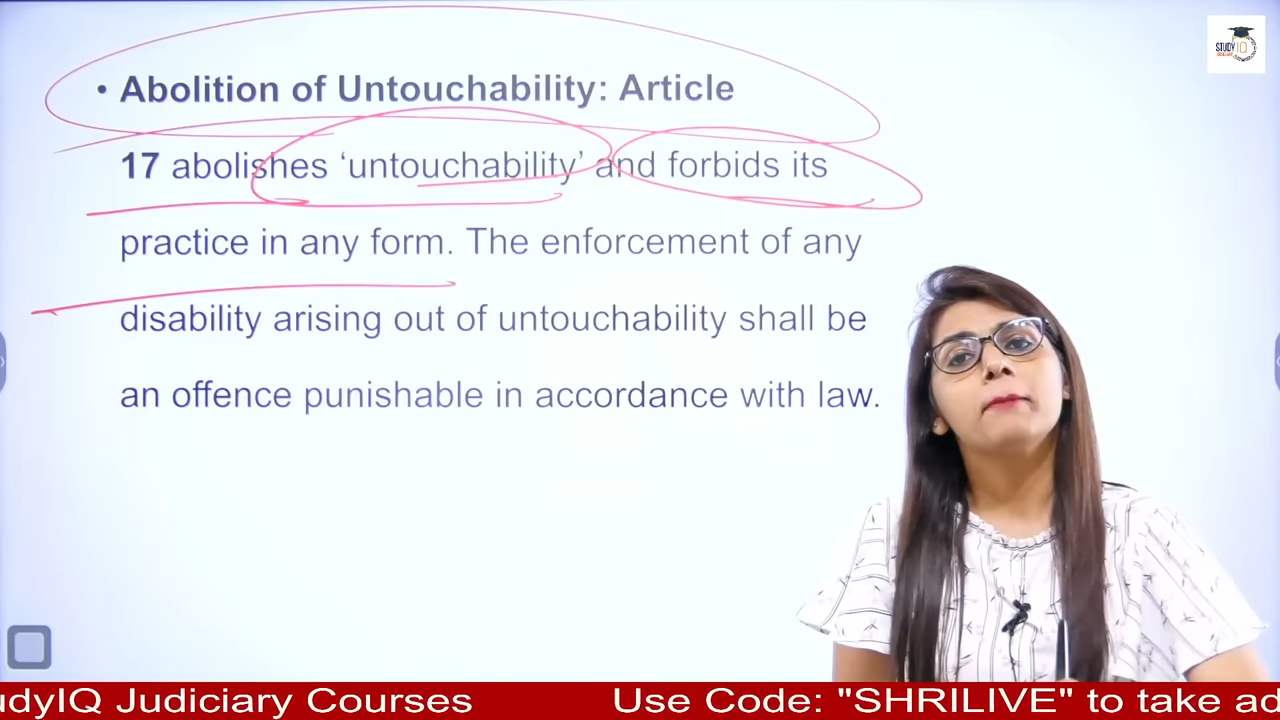 STUDY IQ
• Abolition of Untouchability: Article
17 abolishes ‘untouchability’ and forbids its
practice in any form. The enforcement of any
disability arising out of untouchability shall be
an offence punishable in accordance with law.
udyIQ Judiciary Courses Use Code: "SHRILIVE" to take ad